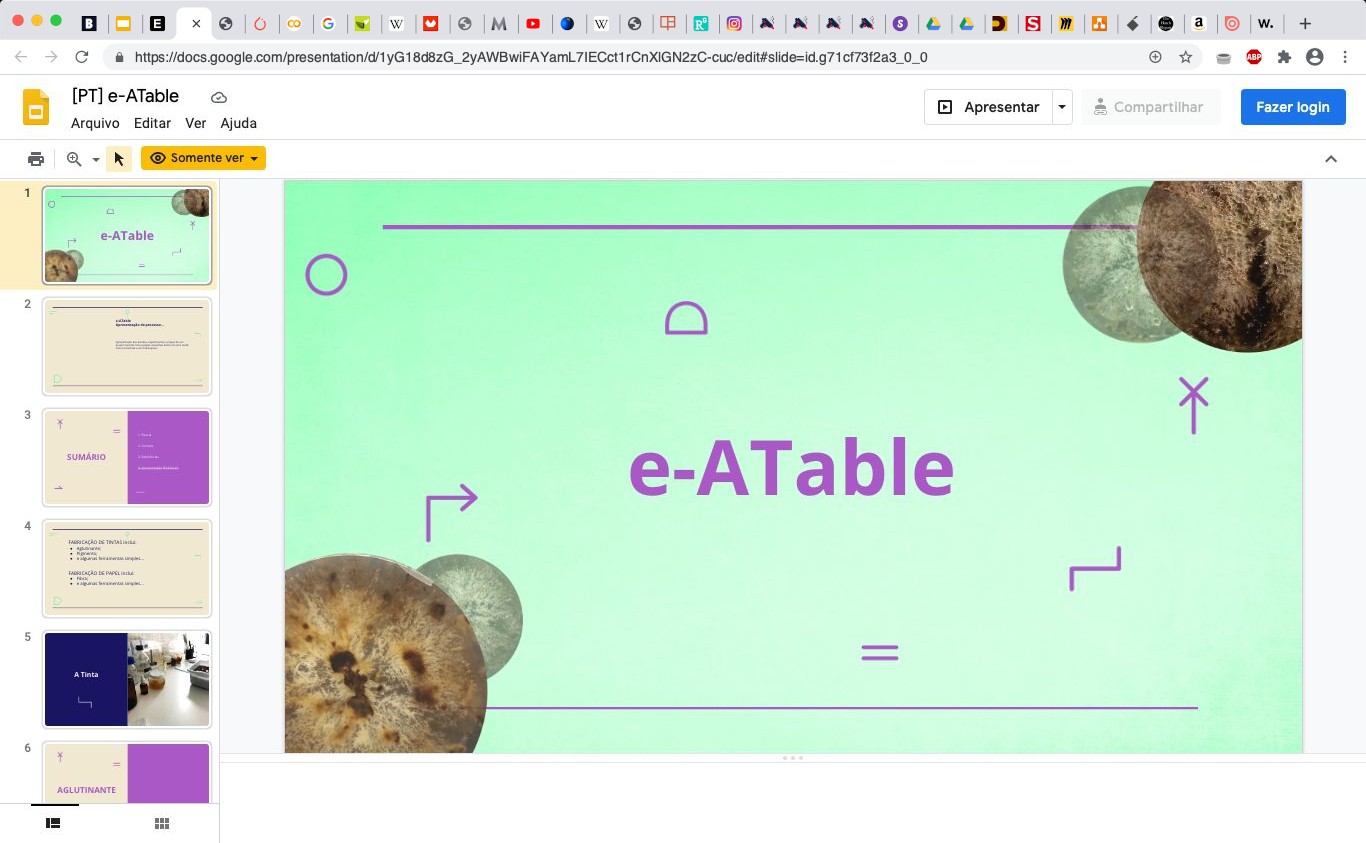 https://docs.google.com/presentation/d/1yG18d8zG_2yAWBwiFAYamL7IECct1rCnXlGN2zC-cuc/edit#slide=id.g71cf73f2a3_0_0
ABP
[PT] e-ATable
Arquivo Editar Ver Ajuda
Apresentar
Compartilhar
Fazer login
Somente ver
1
e-ATable
2
e-ATable
Apresentação do processo...
3
SUMÁRIO
4
FABRICAÇÃO DE TINTAS inclui:
Aglutinante;
Pigmento;
e algumas ferramentas simples...
FABRICAÇÃO DE PAPEL inclui:
Fibra;
e algumas ferramentas simples...
5
A Tinta
6
AGLUTINANTE
e-ATable